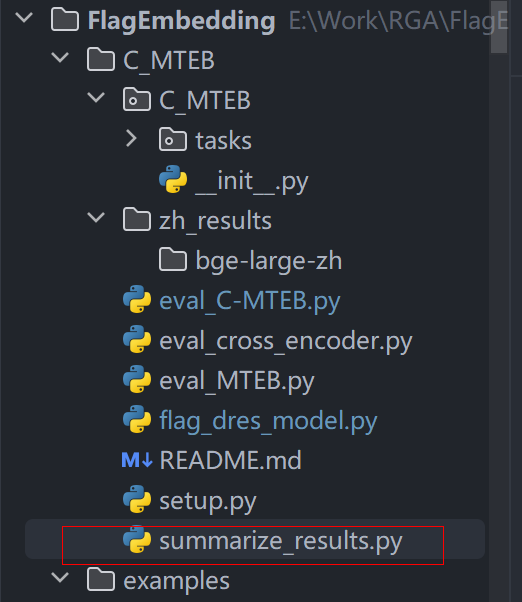 FlagEmbedding E:\Work\RGA\FlagE
C_MTEB
C_MTEB
tasks
__init__.py
zh_results
bge-large-zh
eval_C-MTEB.py
eval_cross_encoder.py
eval_MTEB.py
flag_dres_model.py
M↓ README.md
setup.py
summarize_results.py
examples